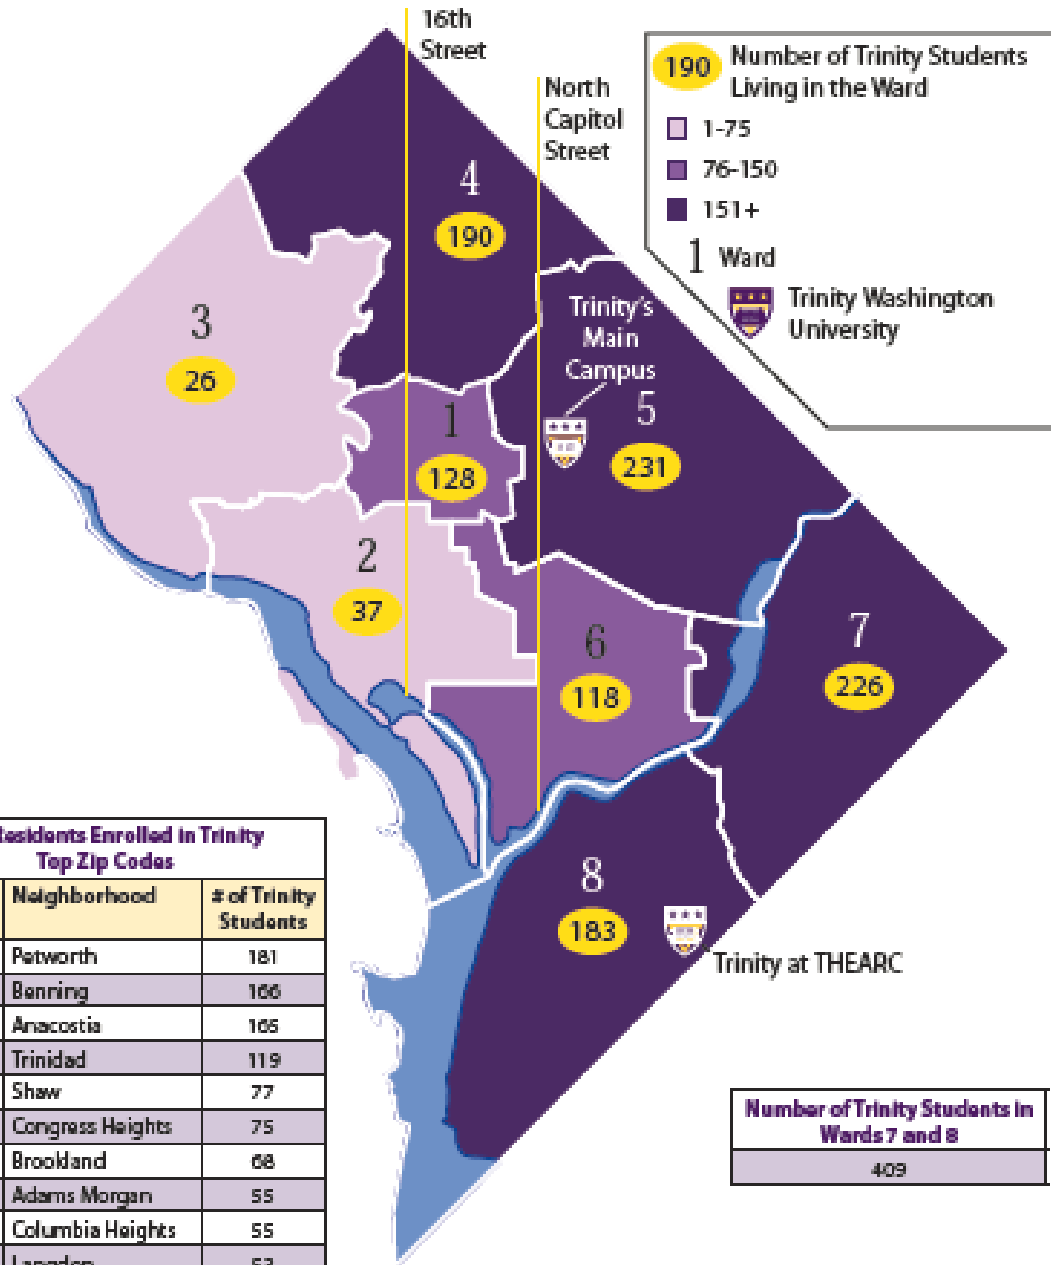 16th
Street
North
Capitol
Street
190
Number of Trinity Students
Living in the Ward
1-75
76-150
151+
1 Ward
Trinity Washington
University
4
190
3
26
Trinity's
Main
Campus
1
128
5
231
2
37
6
118
7
226
8
183
Trinity at THEARC
Residents Enrolled in Trinity
Top Zip Codes
Neighborhood # of Trinity
Students
Petworth 181
Benning 166
Anacostia 165
Trinidad 119
Shaw 77
Congress Heights 75
Brookland 68
Adams Morgan 55
Columbia Heights 55
Number of Trinity Students in
Wards 7 and 8
409